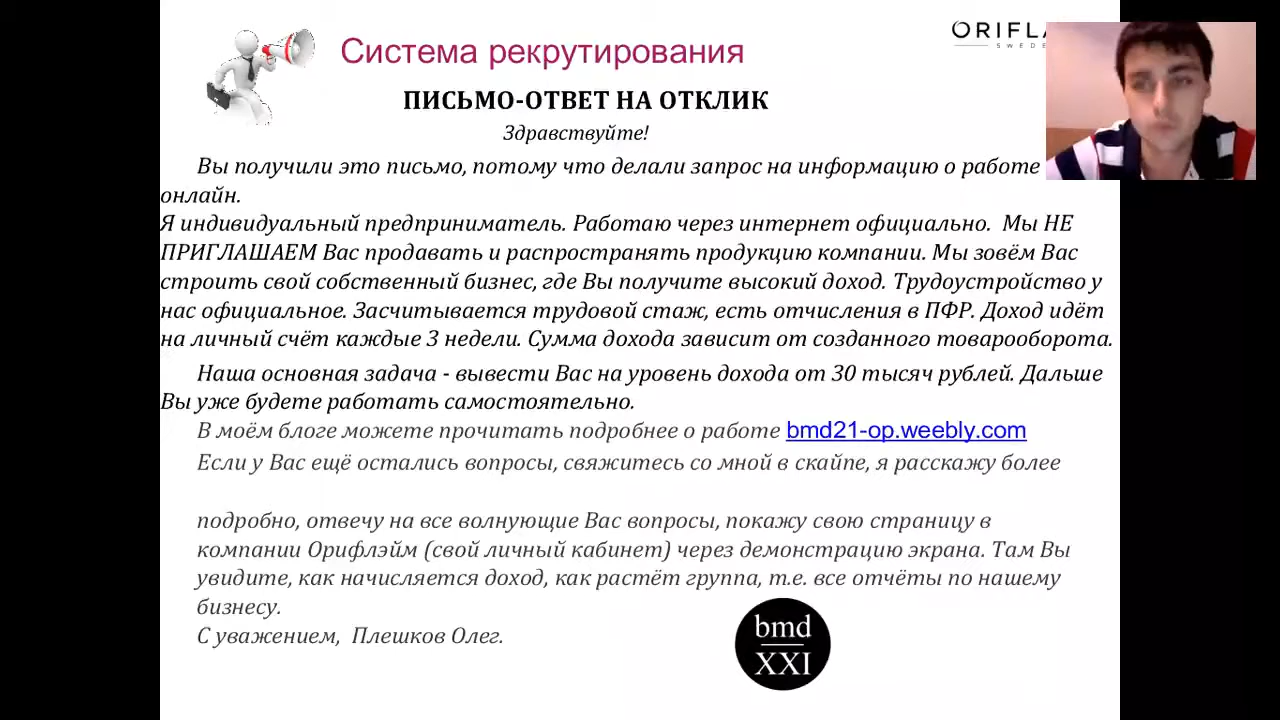 Система рекрутирования
ORIFLA
SWEDE
ПИСЬМО-ОТВЕТ НА ОТКЛИК
Здравствуйте!
Вы получили это письмо, потому что делали запрос на информацию о работе
онлайн.
Я индивидуальный предприниматель. Работаю через интернет официально. Мы НЕ
ПРИГЛАШАЕМ Вас продавать и распространять продукцию компании. Мы зовём Вас
строить свой собственный бизнес, где Вы получите высокий доход. Трудоустройство у
нас официальное. Засчитывается трудовой стаж, есть отчисления в ПФР. Доход идёт
на личный счёт каждые 3 недели. Сумма дохода зависит от созданного товарооборота.
Наша основная задача - вывести Вас на уровень дохода от 30 тысяч рублей. Дальше
Вы уже будете работать самостоятельно.
В моём блоге можете прочитать подробнее о работе bmd21-op.weebly.com
Если у Вас ещё остались вопросы, свяжитесь со мной в скайпе, я расскажу более
подробно, отвечу на все волнующие Вас вопросы, покажу свою страницу в
компании Орифлэйм (свой личный кабинет) через демонстрацию экрана. Там Вы
увидите, как начисляется доход, как растёт группа, т.е. все отчёты по нашему
бизнесу.
С уважением, Плешков Олег.
bmd
XXI